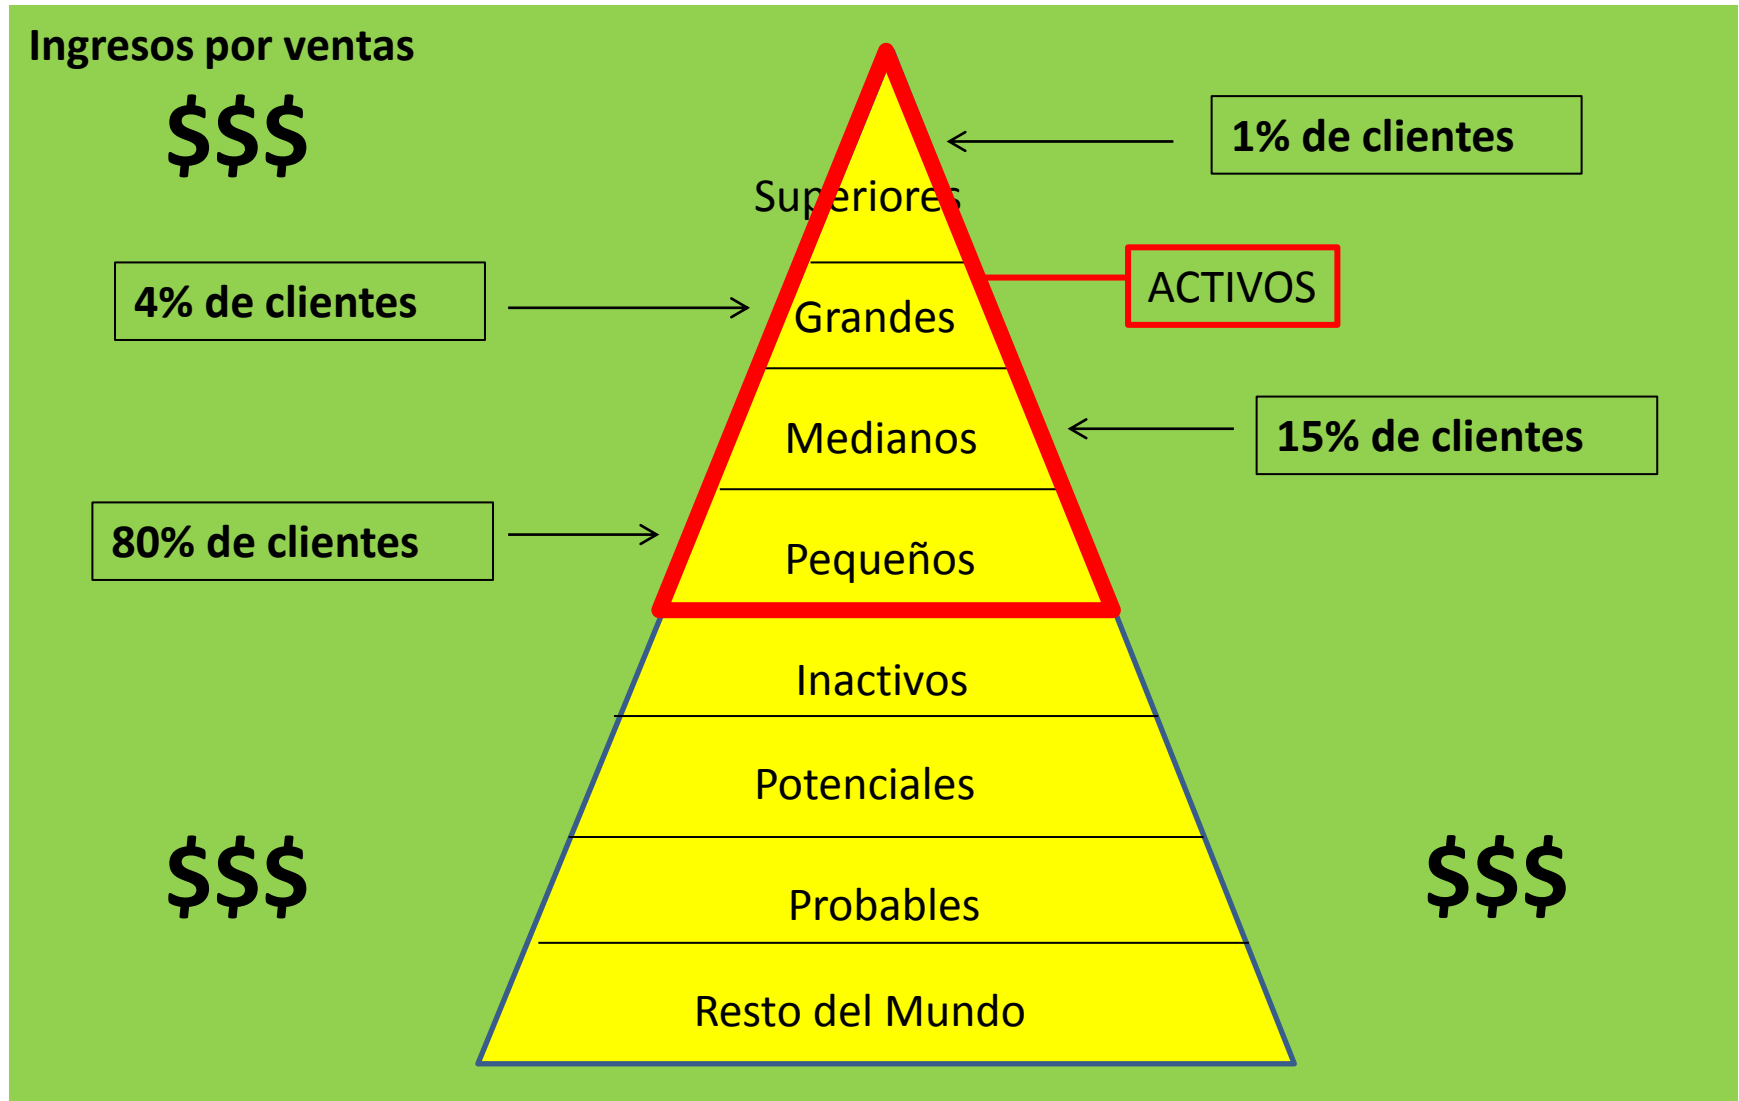 Ingresos por ventas
$$$
1% de clientes
Superiores
ACTIVOS
4% de clientes
Grandes
15% de clientes
Medianos
80% de clientes
Pequeños
Inactivos
Potenciales
$$$
$$$
Probables
Resto del Mundo